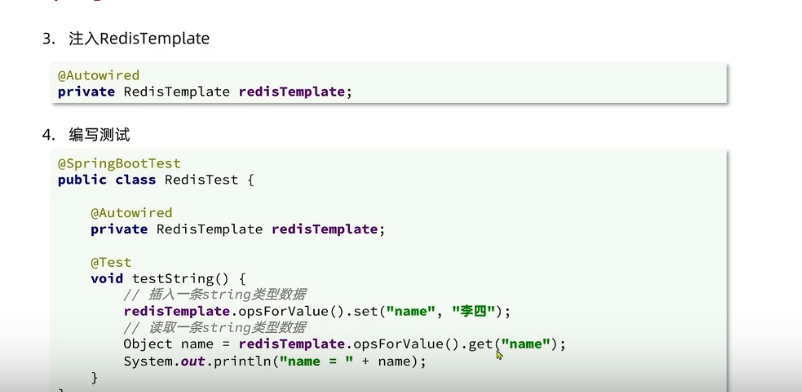 3. 注入RedisTemplate
@Autowired
private RedisTemplate redisTemplate;
4. 编写测试
@SpringBootTest
public class RedisTest {
@Autowired
private RedisTemplate redisTemplate;
@Test
void testString() {
// 插入一条string类型数据
redisTemplate.opsForValue().set("name", "李四");
// 读取一条string类型数据
Object name = redisTemplate.opsForValue().get("name");
System.out.println("name = " + name);
}